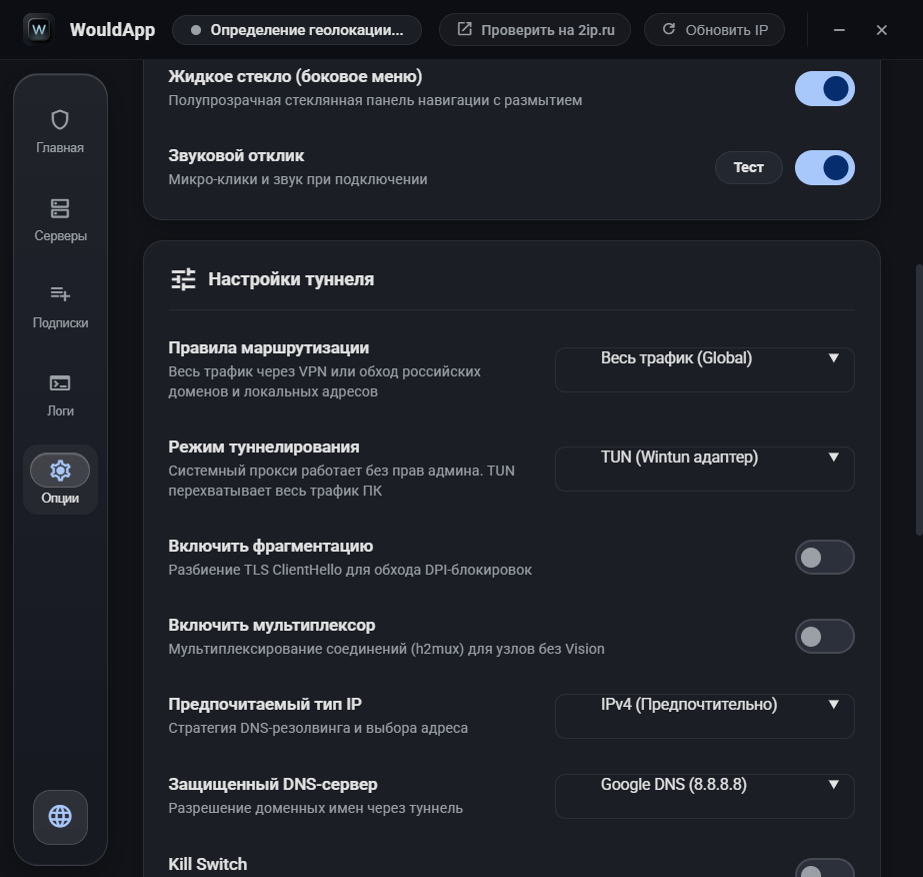 W
WouldApp
Определение геолокации...
Проверить на 2ip.ru
Обновить IP
Главная
Серверы
Подписки
Логи
Опции
Жидкое стекло (боковое меню)
Полупрозрачная стеклянная панель навигации с размытием
Звуковой отклик
Микро-клики и звук при подключении
Тест
Настройки туннеля
Правила маршрутизации
Весь трафик через VPN или обход российских
доменов и локальных адресов
Весь трафик (Global)
Режим туннелирования
Системный прокси работает без прав админа. TUN
перехватывает весь трафик ПК
TUN (Wintun адаптер)
Включить фрагментацию
Разбиение TLS ClientHello для обхода DPI-блокировок
Включить мультиплексор
Мультиплексирование соединений (h2mux) для узлов без Vision
Предпочитаемый тип IP
Стратегия DNS-резолвинга и выбора адреса
IPv4 (Предпочтительно)
Защищенный DNS-сервер
Разрешение доменных имен через туннель
Google DNS (8.8.8.8)
Kill Switch